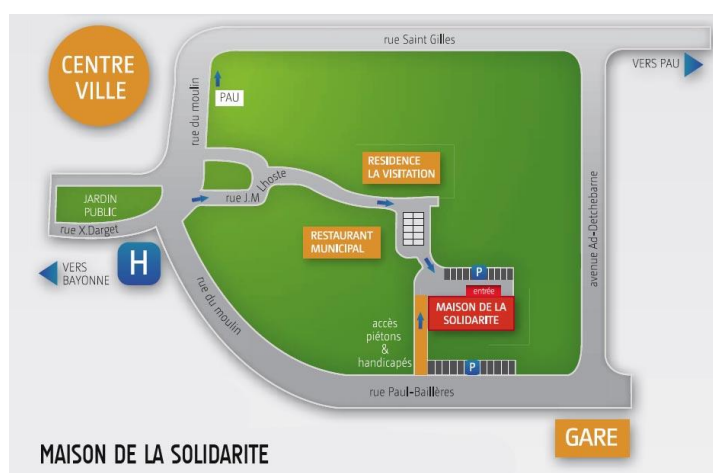 rue Saint Gilles
CENTRE
VILLE
VERS PAU
PAU
rue du moulin
RESIDENCE
LA VISITATION
JARDIN
PUBLIC
rue J.M Lhoste
rue X.Darget
RESTAURANT
MUNICIPAL
avenue Ad-Detchebarne
H
VERS
BAYONNE
P
entrée
MAISON DE LA
SOLIDARITE
rue du moulin
accès
piétons
&
handicapés
P
rue Paul-Baillères
GARE
MAISON DE LA SOLIDARITE